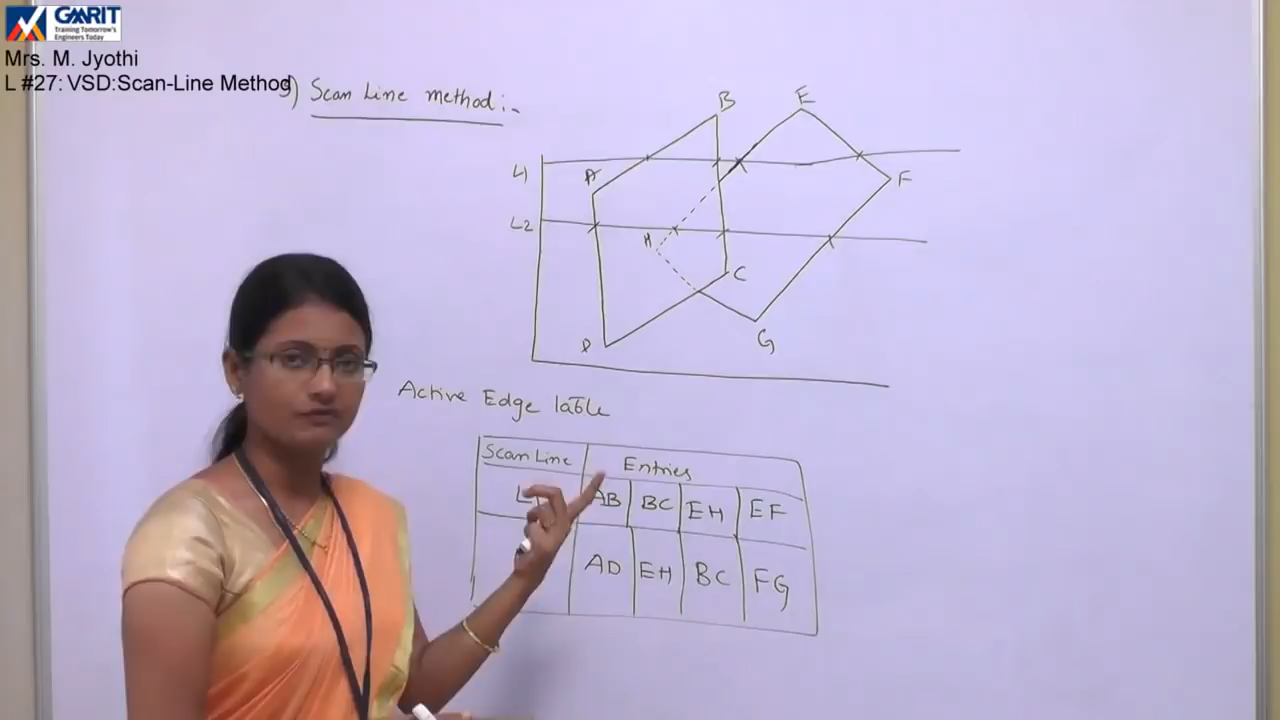 GMRIT
Training Tomorrow's
Engineers Today
Mrs. M. Jyothi
L #27: VSD:Scan-Line Method
Scan Line method:-
B E
L1 A F
L2 H
C
D G
Active Edge Table
Scan Line Entries
AB BC EH EF
AD EH BC FG